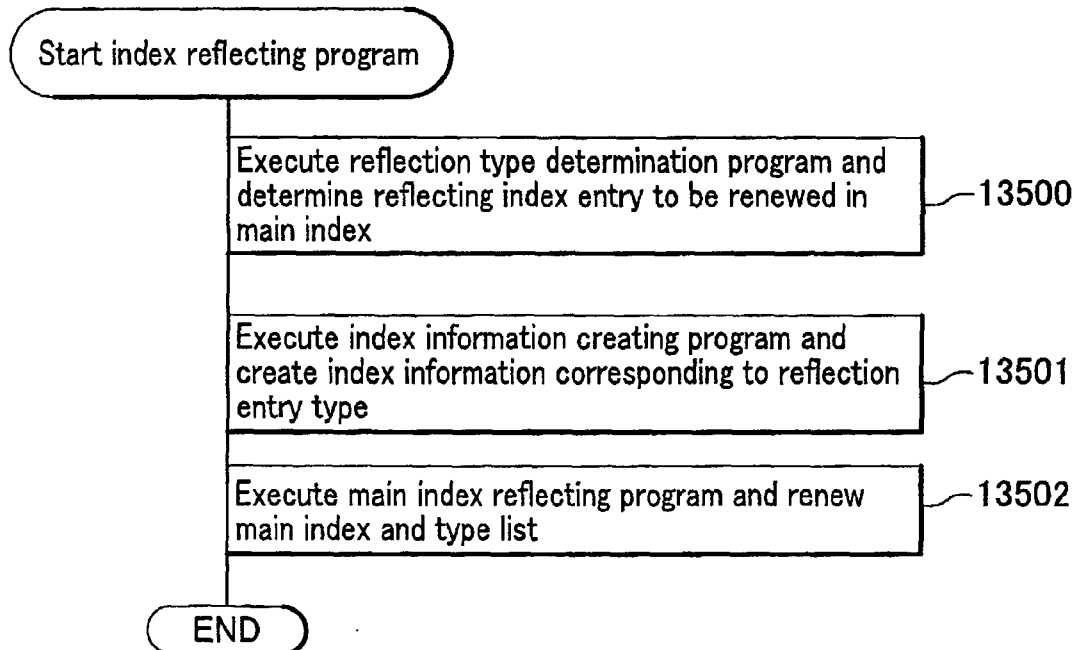 Start index reflecting program
Execute reflection type determination program and
determine reflecting index entry to be renewed in
main index
13500
Execute index information creating program and
create index information corresponding to reflection
entry type
13501
Execute main index reflecting program and renew
main index and type list
13502
END